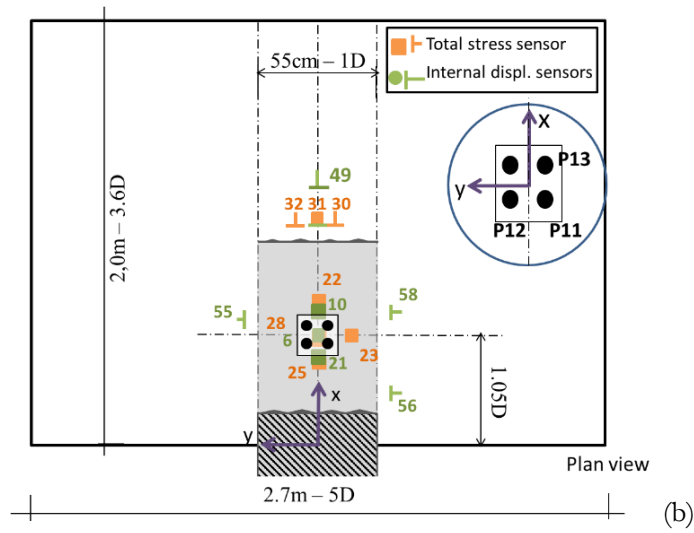 Total stress sensor
Internal displ. sensors
55cm – 1D
2,0m – 3.6D
49
32 31 30
x
P13
y
P12 P11
22
10
55
58
28
6
23
25 21
56
1.05D
x
y
Plan view
2.7m – 5D
(b)